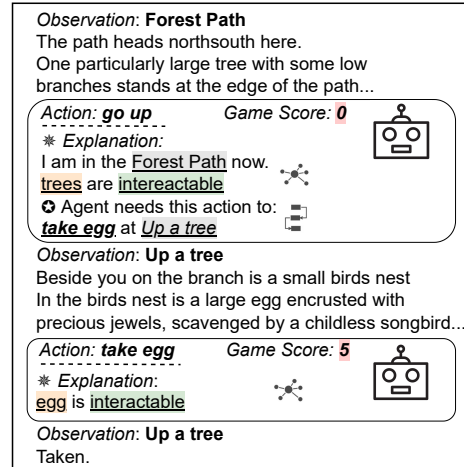 Observation: Forest Path
The path heads northsouth here.
One particularly large tree with some low
branches stands at the edge of the path...
Action: go up Game Score: 0
✵ Explanation:
I am in the Forest Path now.
trees are intereactable
✪ Agent needs this action to:
take egg at Up a tree
Observation: Up a tree
Beside you on the branch is a small birds nest
In the birds nest is a large egg encrusted with
precious jewels, scavenged by a childless songbird...
Action: take egg Game Score: 5
✵ Explanation:
egg is interactable
Observation: Up a tree
Taken.